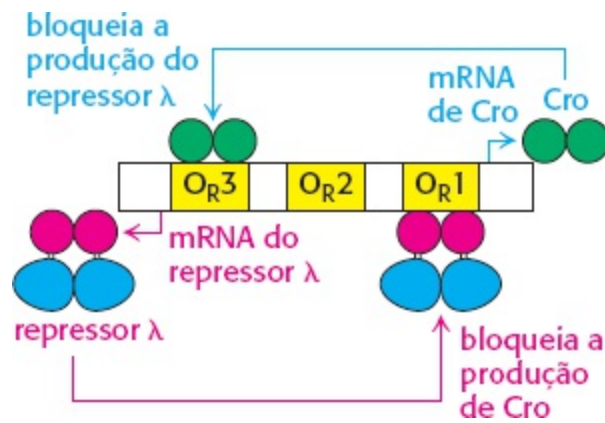 bloqueia a
produção do
repressor λ
mRNA
de Cro
Cro
OR3
OR2
OR1
mRNA do
repressor λ
repressor λ
bloqueia a
produção
de Cro